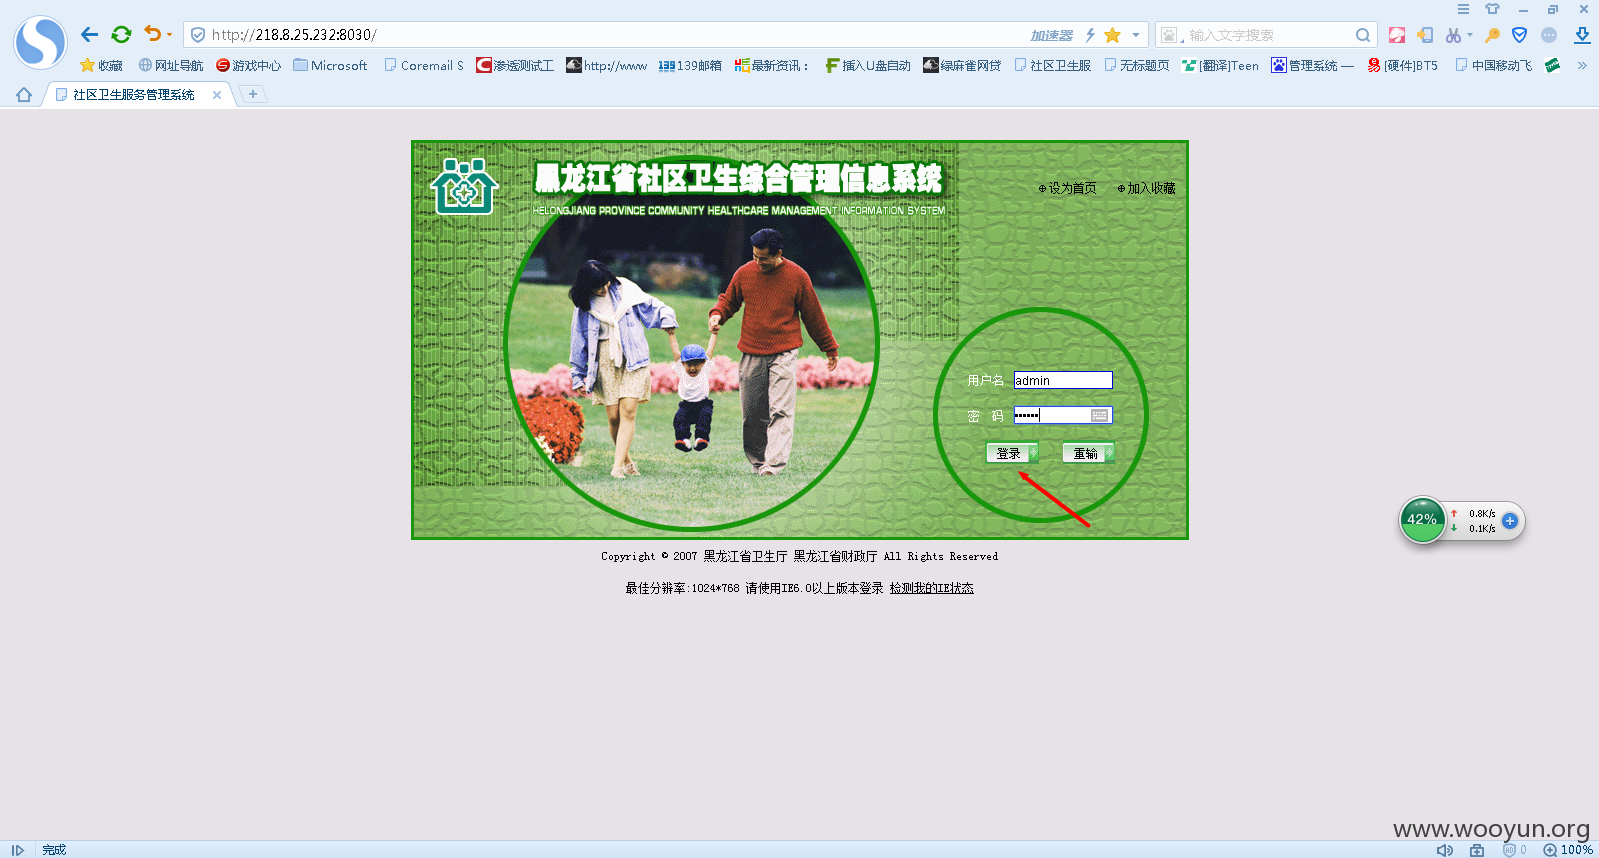 http://218.8.25.232:8030/
加速器
输入文字搜索
收藏 网址导航 游戏中心 Microsoft Coremail S 渗透测试工 http://www 139邮箱 最新资讯： 插入U盘自动 绿麻雀网贷 社区卫生服 无标题页 [翻译]Teen 管理系统 — [硬件]BT5 中国移动飞 »
社区卫生服务管理系统
黑龙江省社区卫生综合管理信息系统
HELONGJIANG PROVINCE COMMUNITY HEALTHCARE MANAGEMENT INFORMATION SYSTEM
设为首页 加入收藏
用户名 admin
密 码 ••••••
登录 重输
42% 0.8K/s
0.1K/s
Copyright © 2007 黑龙江省卫生厅 黑龙江省财政厅 All Rights Reserved
最佳分辨率:1024*768 请使用IE6.0以上版本登录 检测我的IE状态
www.wooyun.org
完成 0 100%